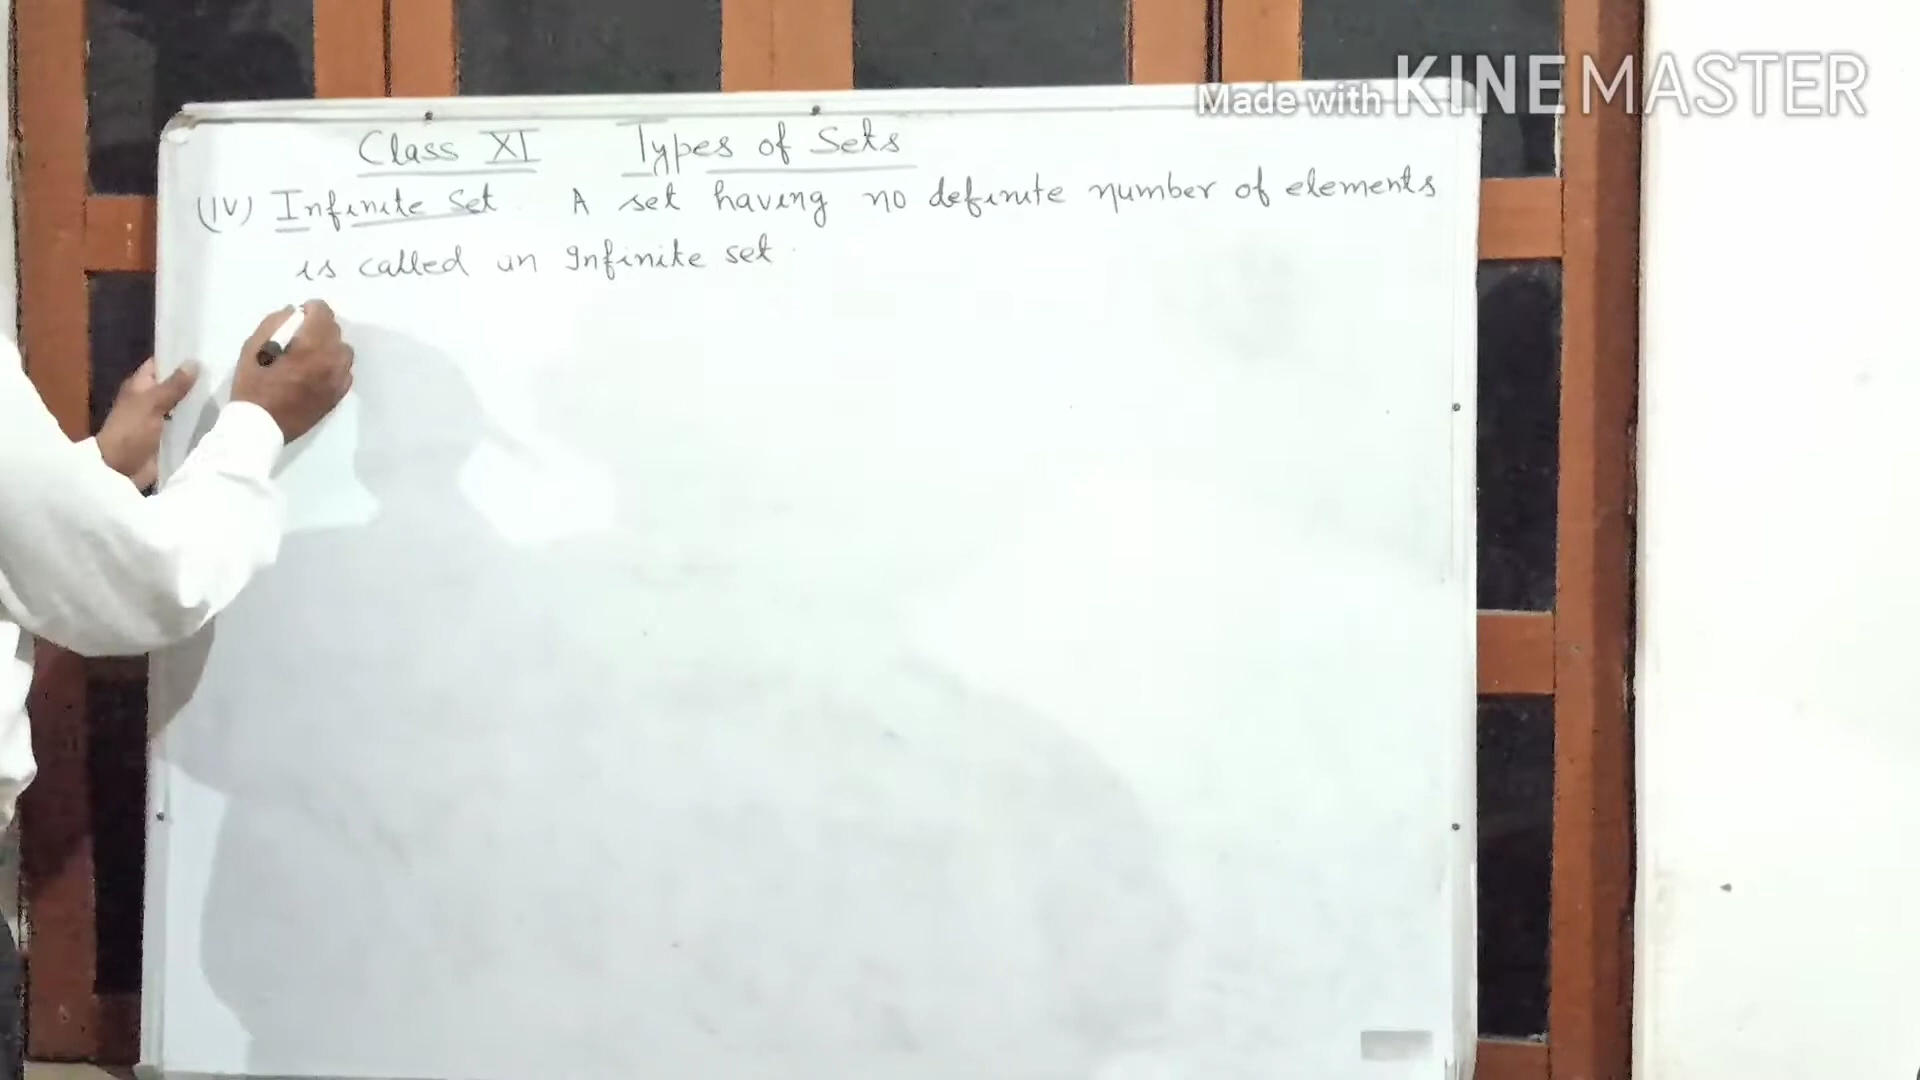 Made with KINEMASTER
Class XI Types of Sets
(IV) Infinite Set. A set having no definite number of elements
is called an Infinite set.